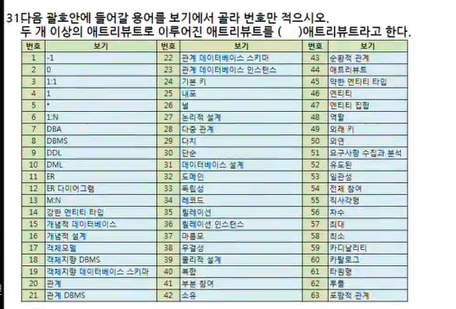 31다음 괄호안에 들어갈 용어를 보기에서 골라 번호만 적으시오.
두 개 이상의 애트리뷰트로 이루어진 애트리뷰트를 (    )애트리뷰트라고 한다.
번호 보기 번호 보기 번호 보기
1 -1 22 관계 데이터베이스 스키마 43 순환적 관계
2 0 23 관계 데이터베이스 인스턴스 44 애트리뷰트
3 1:1 24 기본 키 45 약한 엔티티 타입
4 1 25 내포 46 엔티티
5 * 26 널 47 엔티티 집합
6 1:N 27 논리적 설계 48 역할
7 DBA 28 다중 관계 49 외래 키
8 DBMS 29 다치 50 외연
9 DDL 30 단순 51 요구사항 수집과 분석
10 DML 31 데이터베이스 설계 52 유도된
11 ER 32 도메인 53 일관성
12 ER 다이어그램 33 독립성 54 전체 참여
13 M:N 34 레코드 55 직사각형
14 강한 엔티티 타입 35 릴레이션 56 차수
15 개념적 데이터베이스 36 릴레이션 인스턴스 57 최대
16 개념적 설계 37 마름모 58 최소
17 객체모델 38 무결성 59 카디날리티
18 객체지향 DBMS 39 물리적 설계 60 카탈로그
19 객체지향 데이터베이스 스키마 40 복합 61 타원형
20 관계 41 부분 참여 62 투플
21 관계 DBMS 42 소유 63 포함적 관계